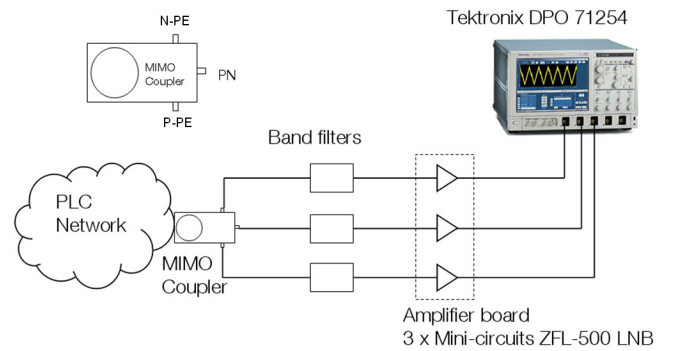 N-PE
Tektronix DPO 71254
MIMO
Coupler
PN
P-PE
Band filters
PLC
Network
MIMO
Coupler
Amplifier board
3 x Mini-circuits ZFL-500 LNB